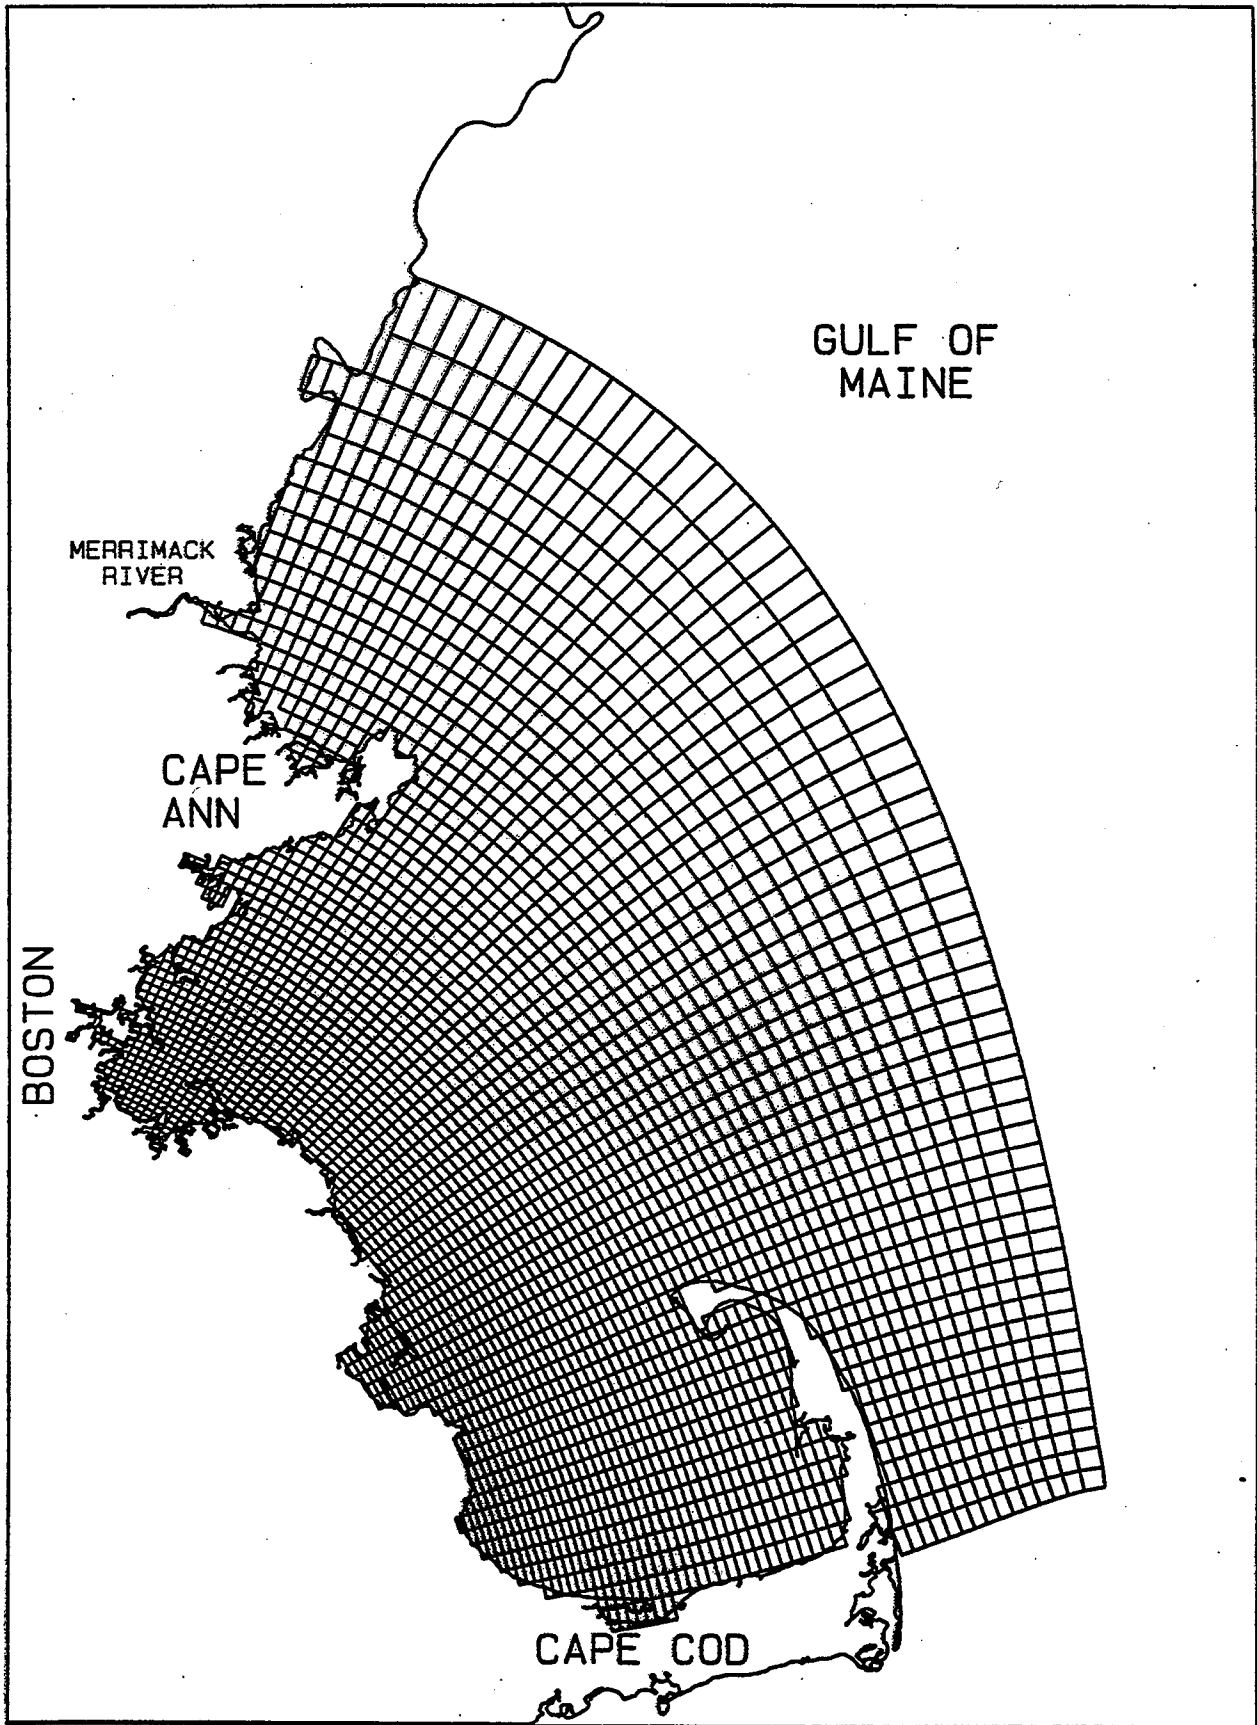 GULF OF
MAINE
MERRIMACK
RIVER
CAPE
ANN
BOSTON
CAPE COD